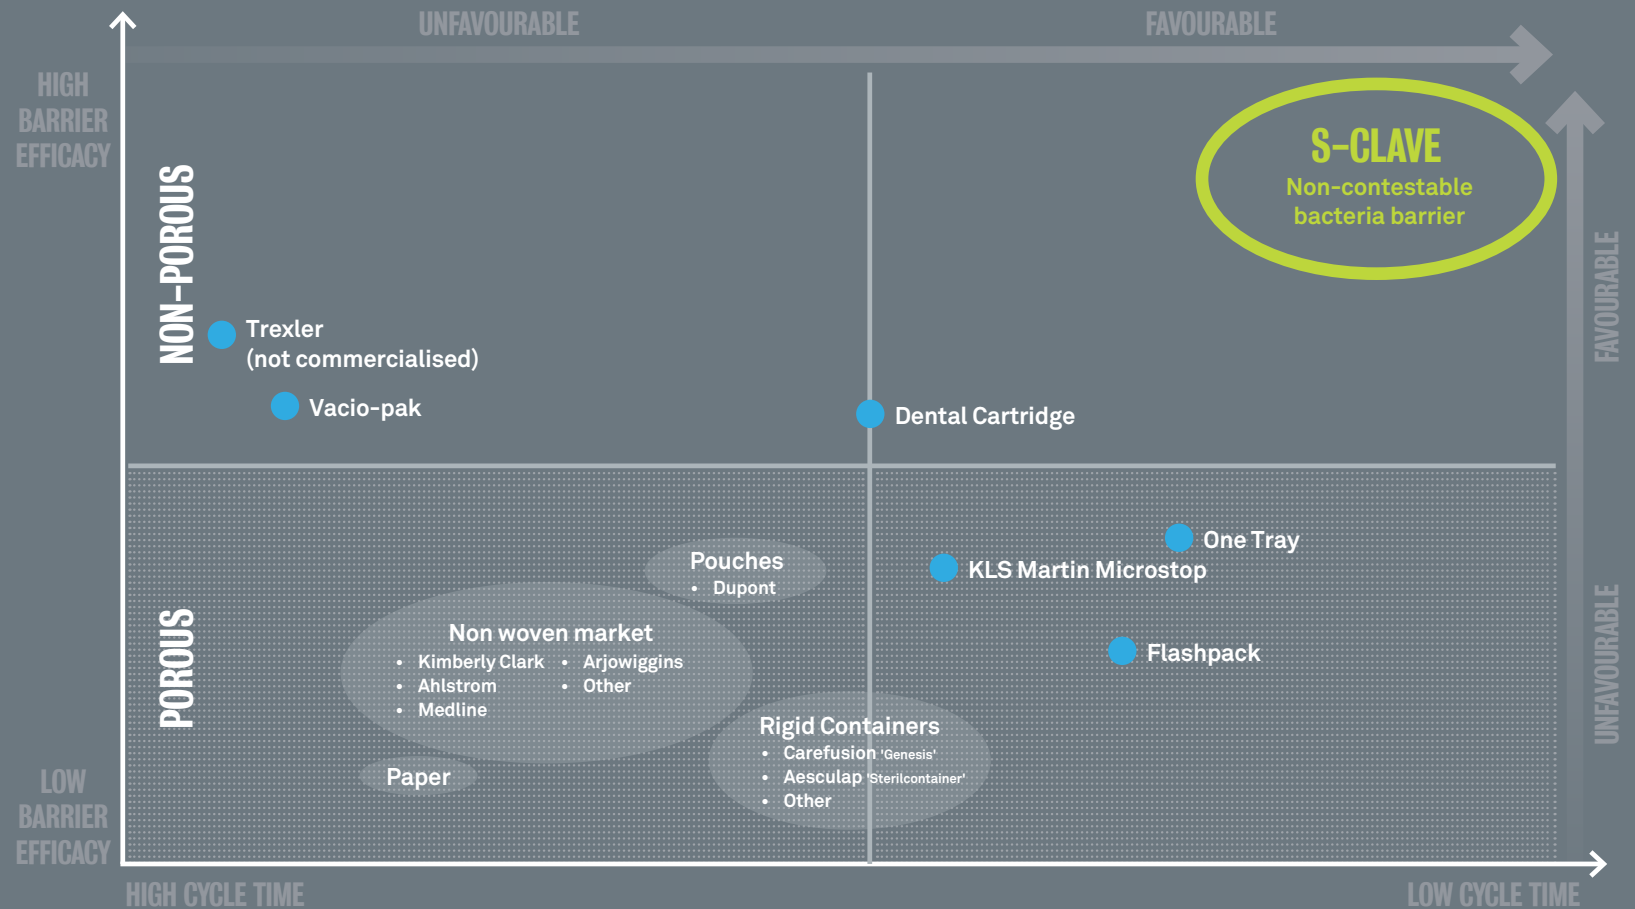 UNFAVOURABLE
FAVOURABLE
HIGH
BARRIER
EFFICACY
S-CLAVE
Non-contestable
bacteria barrier
NON-POROUS
FAVOURABLE
Trexler
(not commercialised)
Vacio-pak
Dental Cartridge
One Tray
KLS Martin Microstop
Pouches
• Dupont
Non woven market
• Kimberly Clark • Arjowiggins
• Ahlstrom • Other
• Medline
Flashpack
POROUS
UNFAVOURABLE
Rigid Containers
• Carefusion 'Genesis'
• Aesculap 'Sterilcontainer'
• Other
Paper
LOW
BARRIER
EFFICACY
HIGH CYCLE TIME
LOW CYCLE TIME